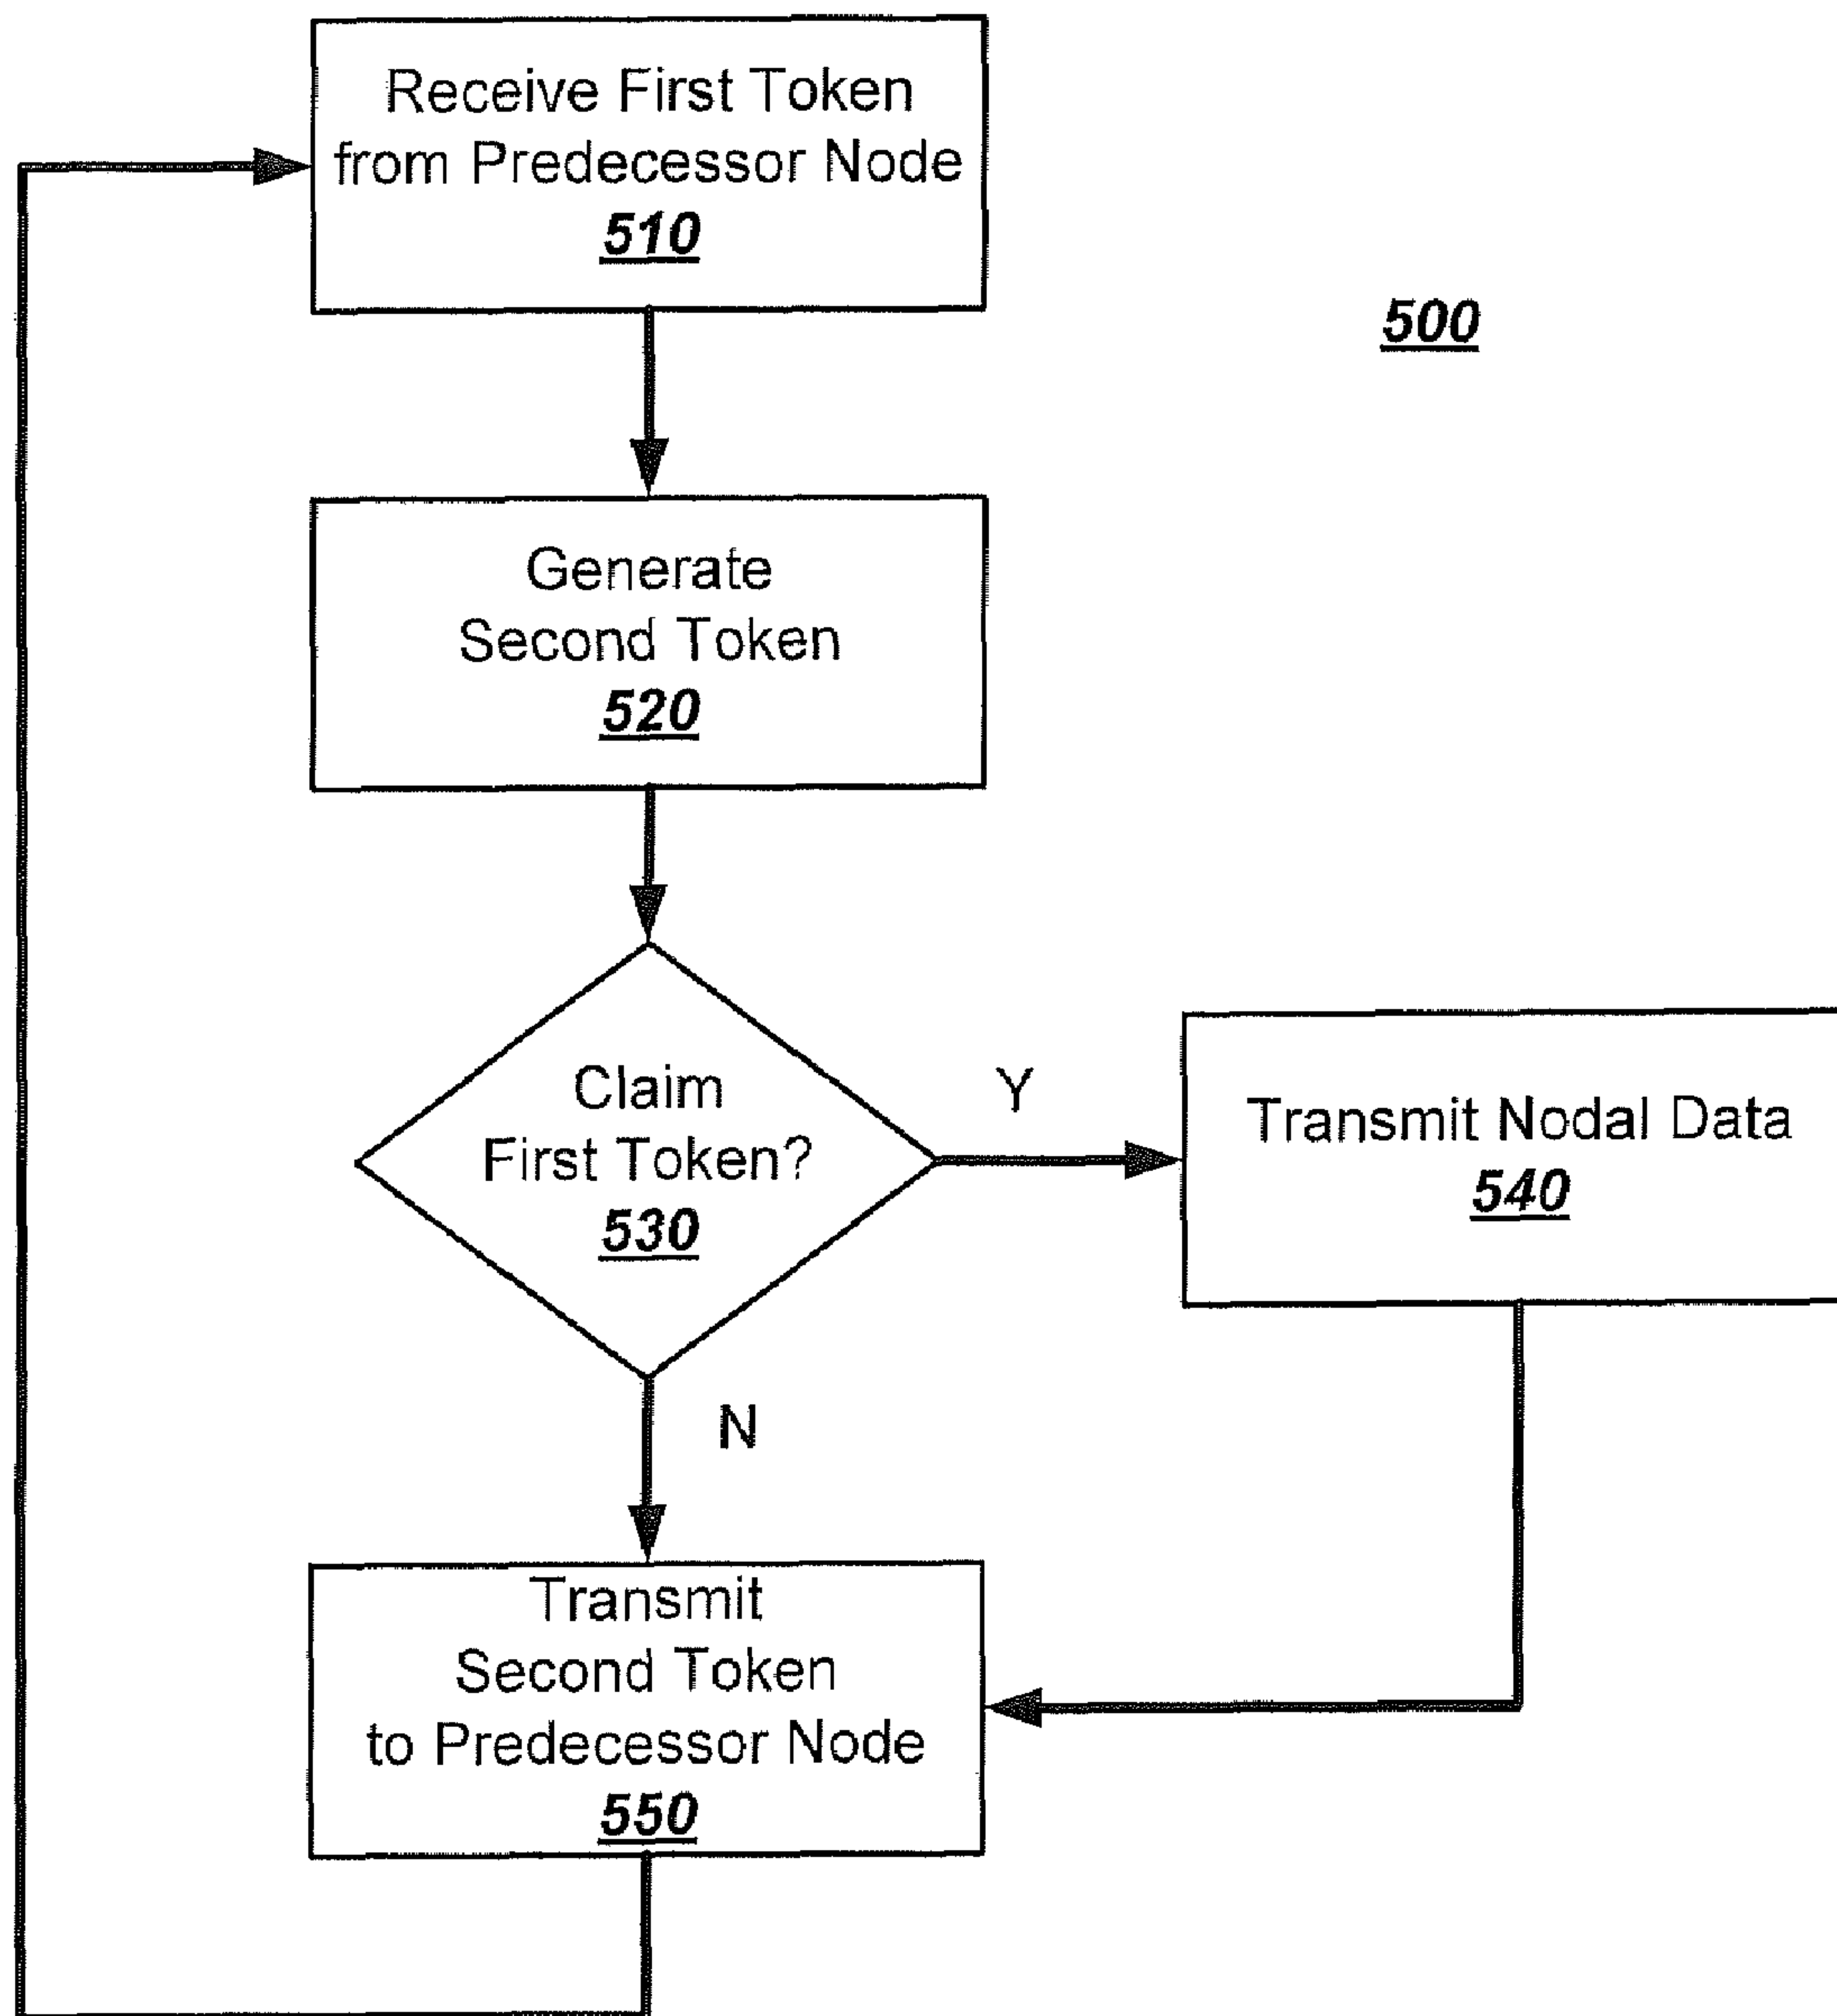 Receive First Token
from Predecessor Node
510
500
Generate
Second Token
520
Claim
First Token?
530
Y
Transmit Nodal Data
540
N
Transmit
Second Token
to Predecessor Node
550